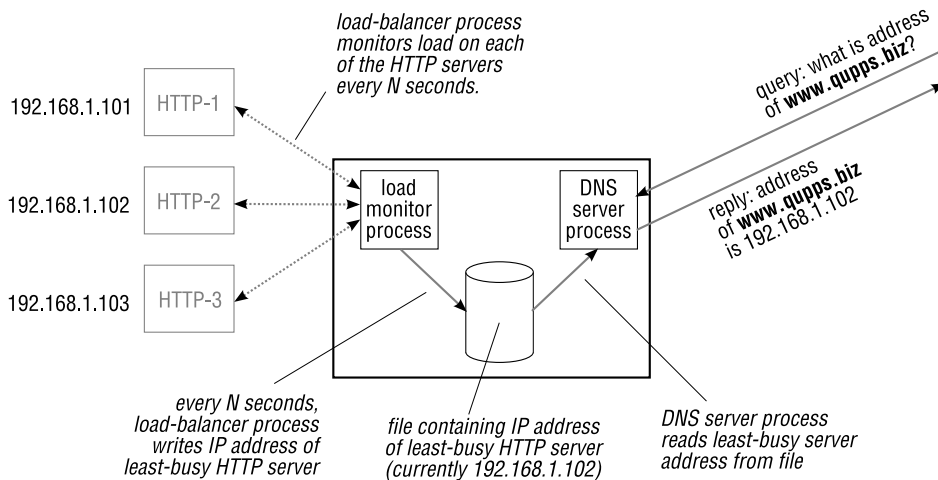 load-balancer process
monitors load on each
of the HTTP servers
every N seconds.
query: what is address
of www.qupps.biz?
192.168.1.101
HTTP-1
192.168.1.102
HTTP-2
192.168.1.103
HTTP-3
load
monitor
process
DNS
server
process
reply: address
of www.qupps.biz
is 192.168.1.102
every N seconds,
load-balancer process
writes IP address of
least-busy HTTP server
file containing IP address
of least-busy HTTP server
(currently 192.168.1.102)
DNS server process
reads least-busy server
address from file